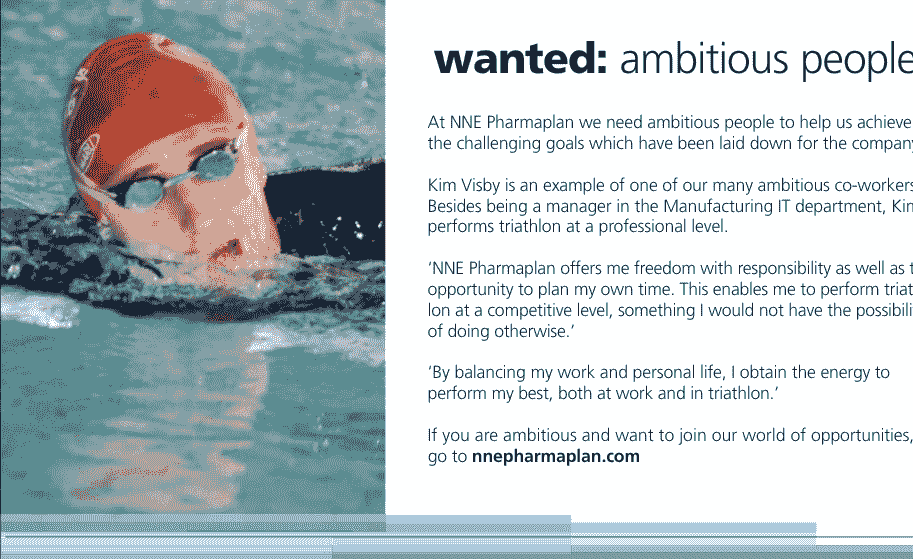 wanted: ambitious people
At NNE Pharmaplan we need ambitious people to help us achieve
the challenging goals which have been laid down for the company
Kim Visby is an example of one of our many ambitious co-workers
Besides being a manager in the Manufacturing IT department, Kim
performs triathlon at a professional level.
‘NNE Pharmaplan offers me freedom with responsibility as well as t
opportunity to plan my own time. This enables me to perform triat
lon at a competitive level, something I would not have the possibili
of doing otherwise.’
‘By balancing my work and personal life, I obtain the energy to
perform my best, both at work and in triathlon.’
If you are ambitious and want to join our world of opportunities,
go to nnepharmaplan.com